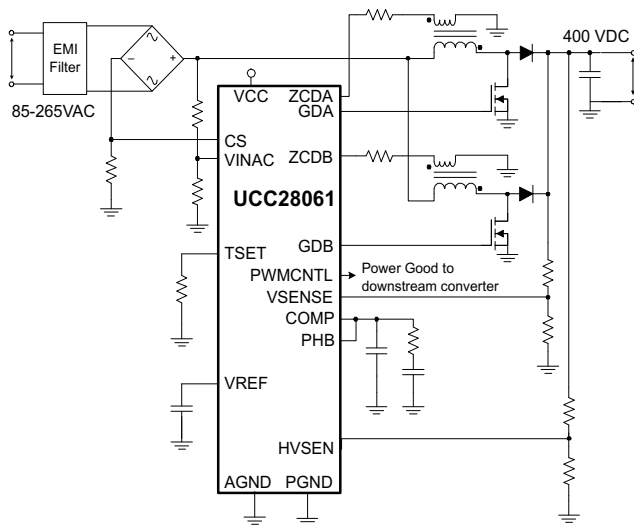 EMI
Filter
85-265VAC
−
+
400 VDC
VCC
ZCDA
GDA
CS
VINAC
ZCDB
UCC28061
GDB
TSET
PWMCNTL
Power Good to
downstream converter
VSENSE
COMP
PHB
VREF
HVSEN
AGND
PGND